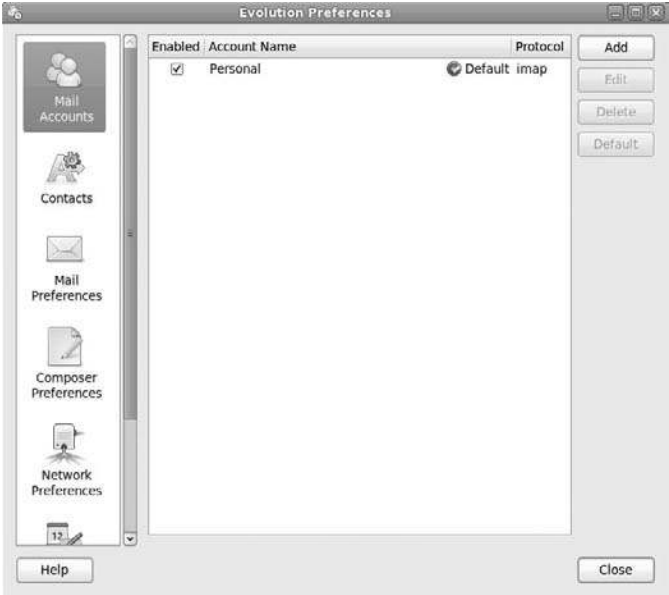 Evolution Preferences
Mail
Accounts
Contacts
Mail
Preferences
Composer
Preferences
Network
Preferences
12
Enabled Account Name Protocol
Personal Default imap
Add
Edit
Delete
Default
Help
Close